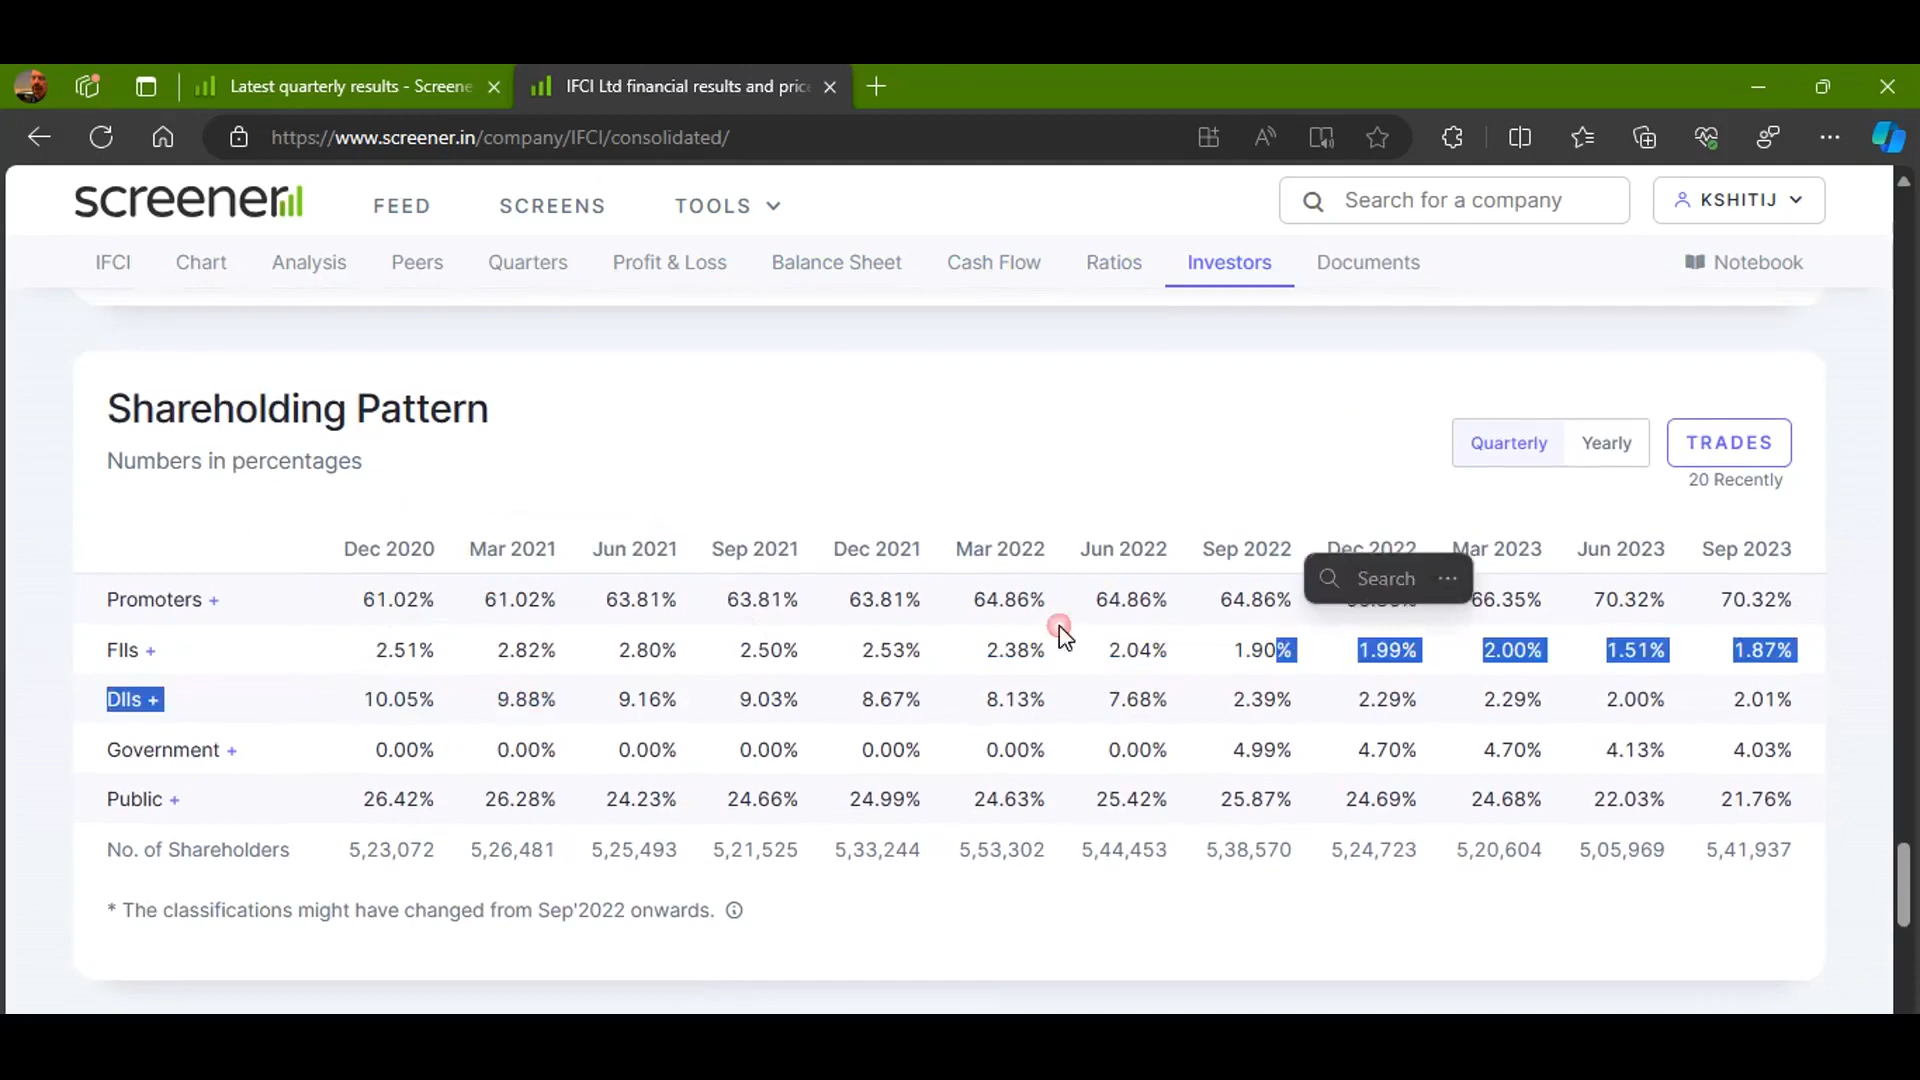 Latest quarterly results - Screene
IFCI Ltd financial results and pric
https://www.screener.in/company/IFCI/consolidated/
screener
FEED
SCREENS
TOOLS
Search for a company
KSHITIJ
IFCI
Chart
Analysis
Peers
Quarters
Profit & Loss
Balance Sheet
Cash Flow
Ratios
Investors
Documents
Notebook
Shareholding Pattern
Numbers in percentages
Quarterly
Yearly
TRADES
20 Recently
Dec 2020 Mar 2021 Jun 2021 Sep 2021 Dec 2021 Mar 2022 Jun 2022 Sep 2022 Dec 2022 Mar 2023 Jun 2023 Sep 2023
Search ...
Promoters + 61.02% 61.02% 63.81% 63.81% 63.81% 64.86% 64.86% 64.86% 66.35% 70.32% 70.32%
FIIs + 2.51% 2.82% 2.80% 2.50% 2.53% 2.38% 2.04% 1.90% 1.99% 2.00% 1.51% 1.87%
DIIs + 10.05% 9.88% 9.16% 9.03% 8.67% 8.13% 7.68% 2.39% 2.29% 2.29% 2.00% 2.01%
Government + 0.00% 0.00% 0.00% 0.00% 0.00% 0.00% 0.00% 4.99% 4.70% 4.70% 4.13% 4.03%
Public + 26.42% 26.28% 24.23% 24.66% 24.99% 24.63% 25.42% 25.87% 24.69% 24.68% 22.03% 21.76%
No. of Shareholders 5,23,072 5,26,481 5,25,493 5,21,525 5,33,244 5,53,302 5,44,453 5,38,570 5,24,723 5,20,604 5,05,969 5,41,937
* The classifications might have changed from Sep'2022 onwards.